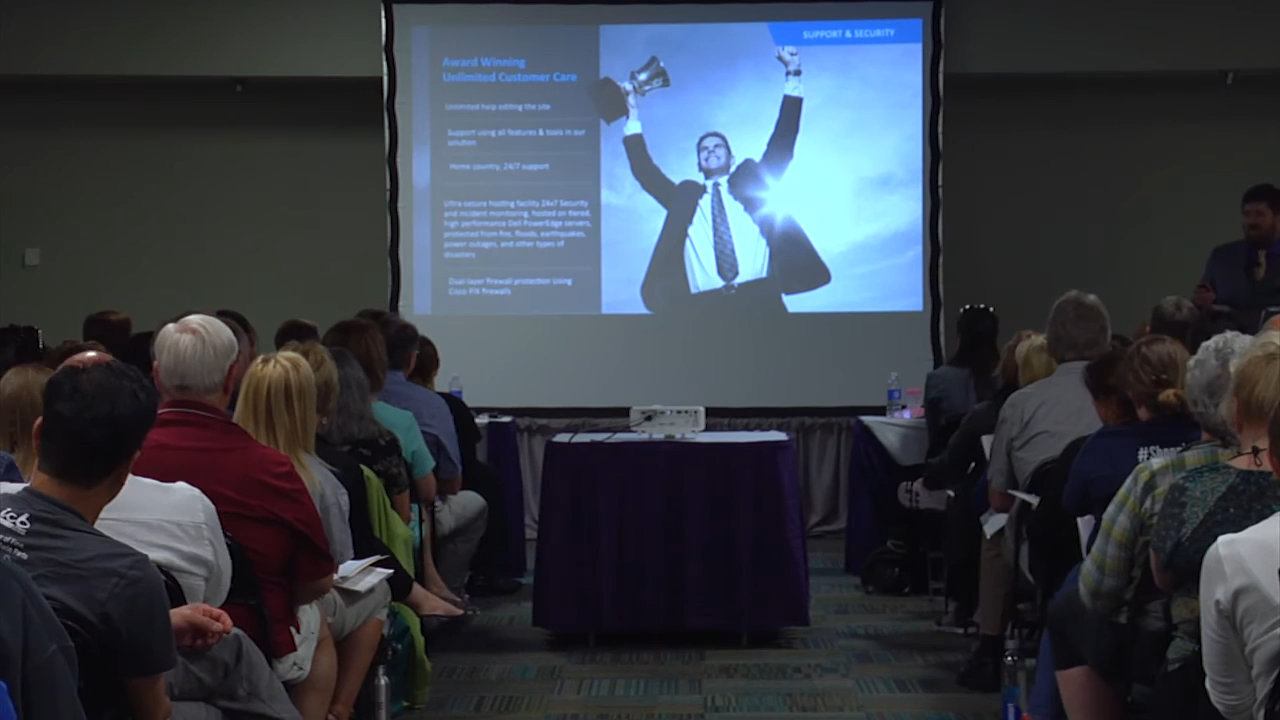 SUPPORT & SECURITY
Award Winning
Unlimited Customer Care
Unlimited help editing the site
Support using all features & tools in our
solution
Home country, 24/7 support
Ultra-secure hosting facility 24x7 Security
and incident monitoring, hosted on tiered,
high performance Dell PowerEdge servers,
protected from fire, floods, earthquakes,
power outages, and other types of
disasters
Dual layer firewall protection using
Cisco PIX firewalls